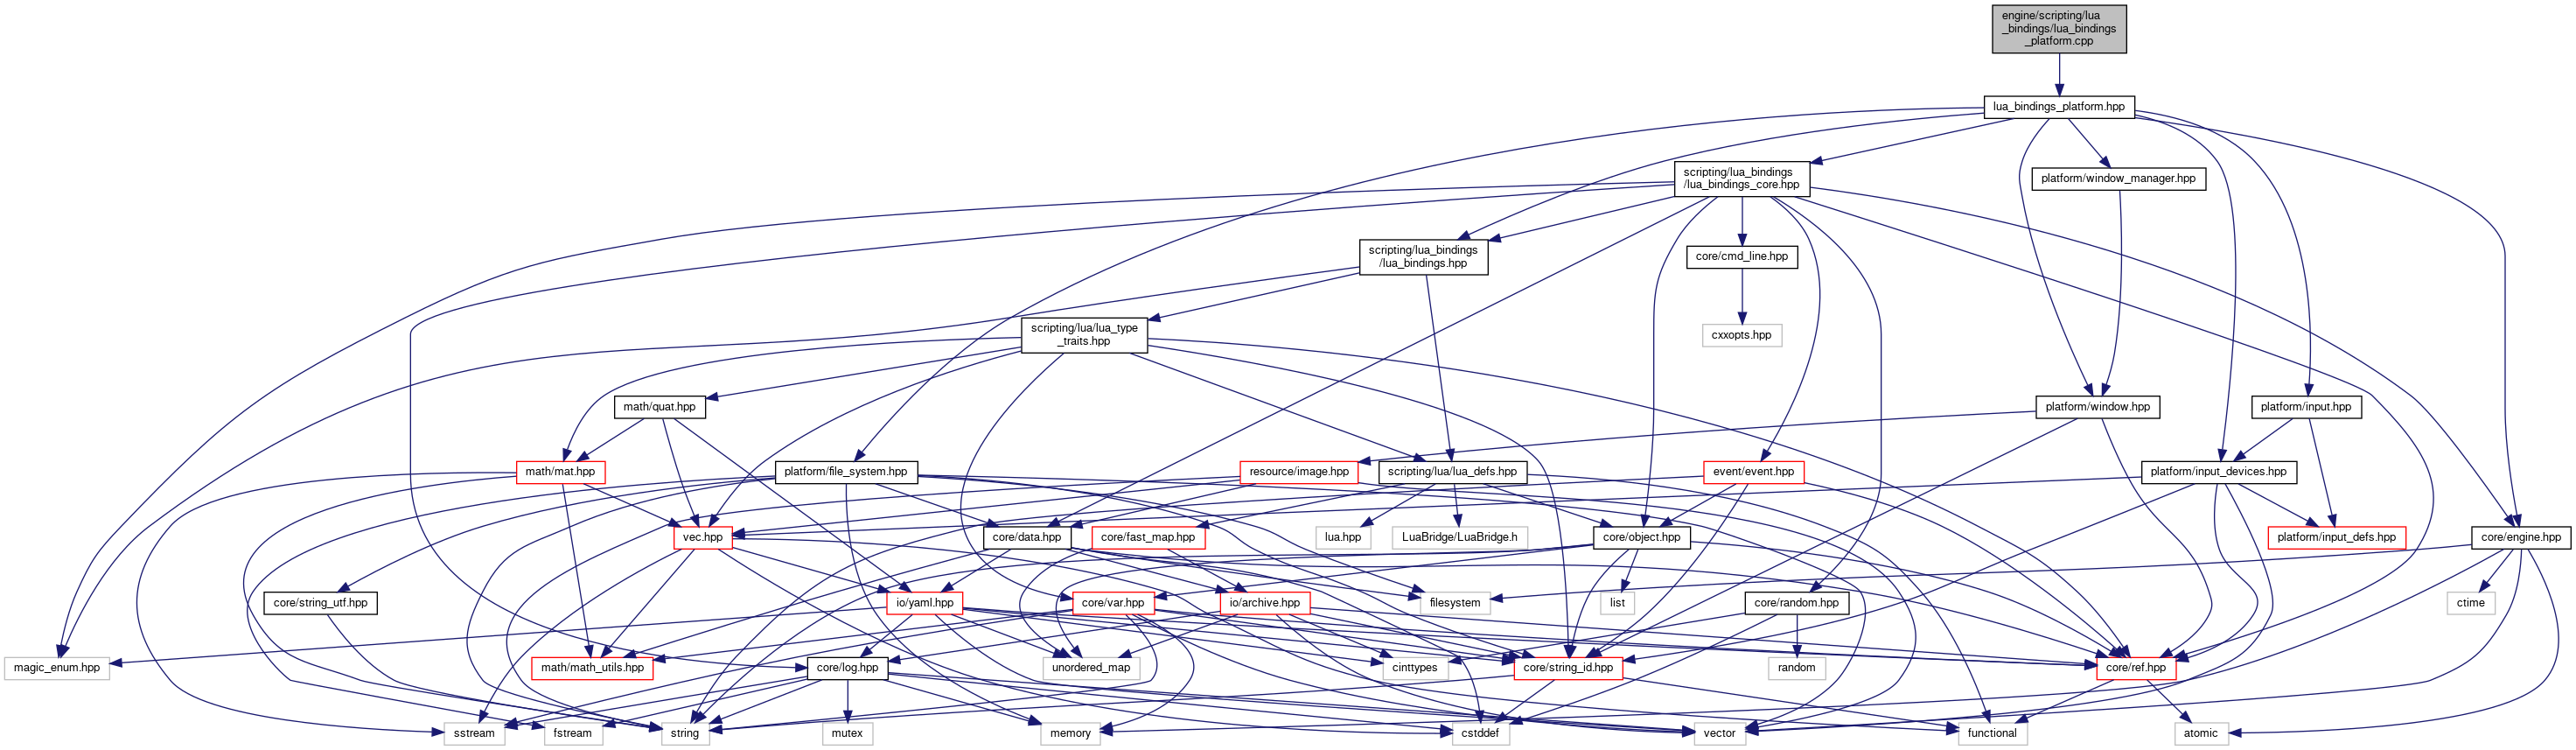 engine/scripting/lua
_bindings/lua_bindings
_platform.cpp
lua_bindings_platform.hpp
scripting/lua_bindings
/lua_bindings_core.hpp
platform/window_manager.hpp
scripting/lua_bindings
/lua_bindings.hpp
core/cmd_line.hpp
scripting/lua/lua_type
_traits.hpp
cxxopts.hpp
math/quat.hpp
platform/window.hpp
platform/input.hpp
math/mat.hpp
platform/file_system.hpp
resource/image.hpp
scripting/lua/lua_defs.hpp
event/event.hpp
platform/input_devices.hpp
vec.hpp
core/data.hpp
core/fast_map.hpp
lua.hpp
LuaBridge/LuaBridge.h
core/object.hpp
platform/input_defs.hpp
core/engine.hpp
core/string_utf.hpp
io/yaml.hpp
core/var.hpp
io/archive.hpp
filesystem
list
core/random.hpp
ctime
magic_enum.hpp
math/math_utils.hpp
core/log.hpp
unordered_map
cinttypes
core/string_id.hpp
random
core/ref.hpp
sstream
fstream
string
mutex
memory
cstddef
vector
functional
atomic